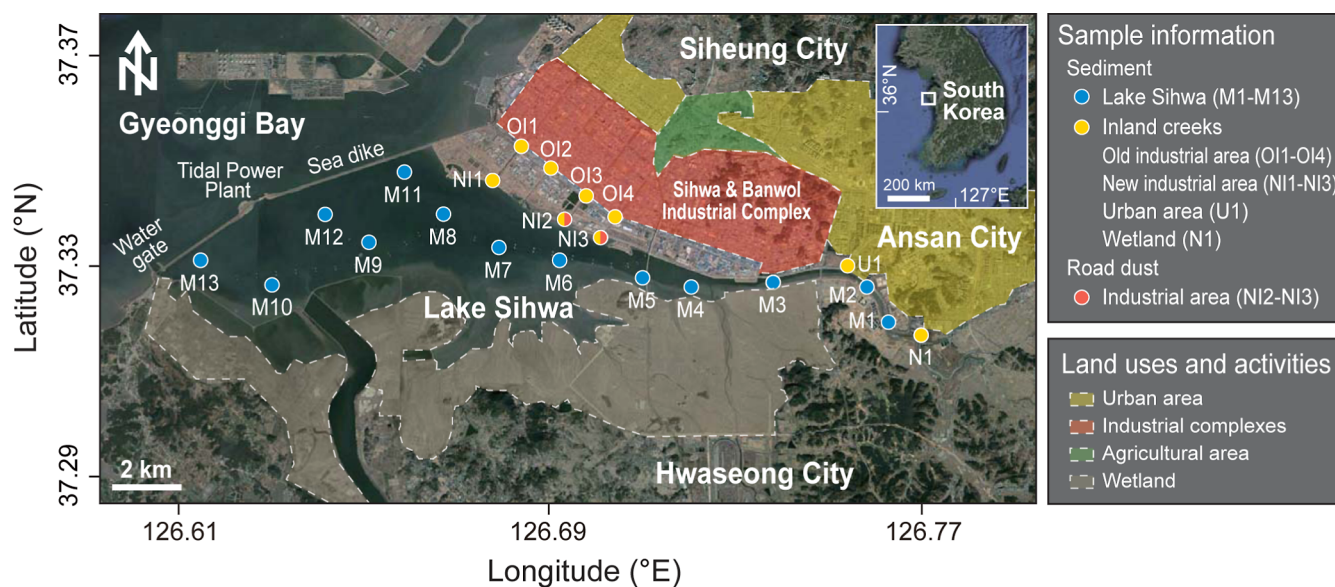 37.37
37.33
37.29
Latitude (°N)
126.61
126.69
126.77
Longitude (°E)
N
Gyeonggi Bay
Siheung City
Ansan City
Hwaseong City
Lake Sihwa
Sihwa & Banwol
Industrial Complex
Sea dike
Tidal Power
Plant
Water
gate
OI1
OI2
OI3
OI4
NI1
NI2
NI3
U1
N1
M1
M2
M3
M4
M5
M6
M7
M8
M9
M10
M11
M12
M13
2 km
36°N
South
Korea
200 km
127°E
Sample information
Sediment
Lake Sihwa (M1-M13)
Inland creeks
Old industrial area (OI1-OI4)
New industrial area (NI1-NI3)
Urban area (U1)
Wetland (N1)
Road dust
Industrial area (NI2-NI3)
Land uses and activities
Urban area
Industrial complexes
Agricultural area
Wetland